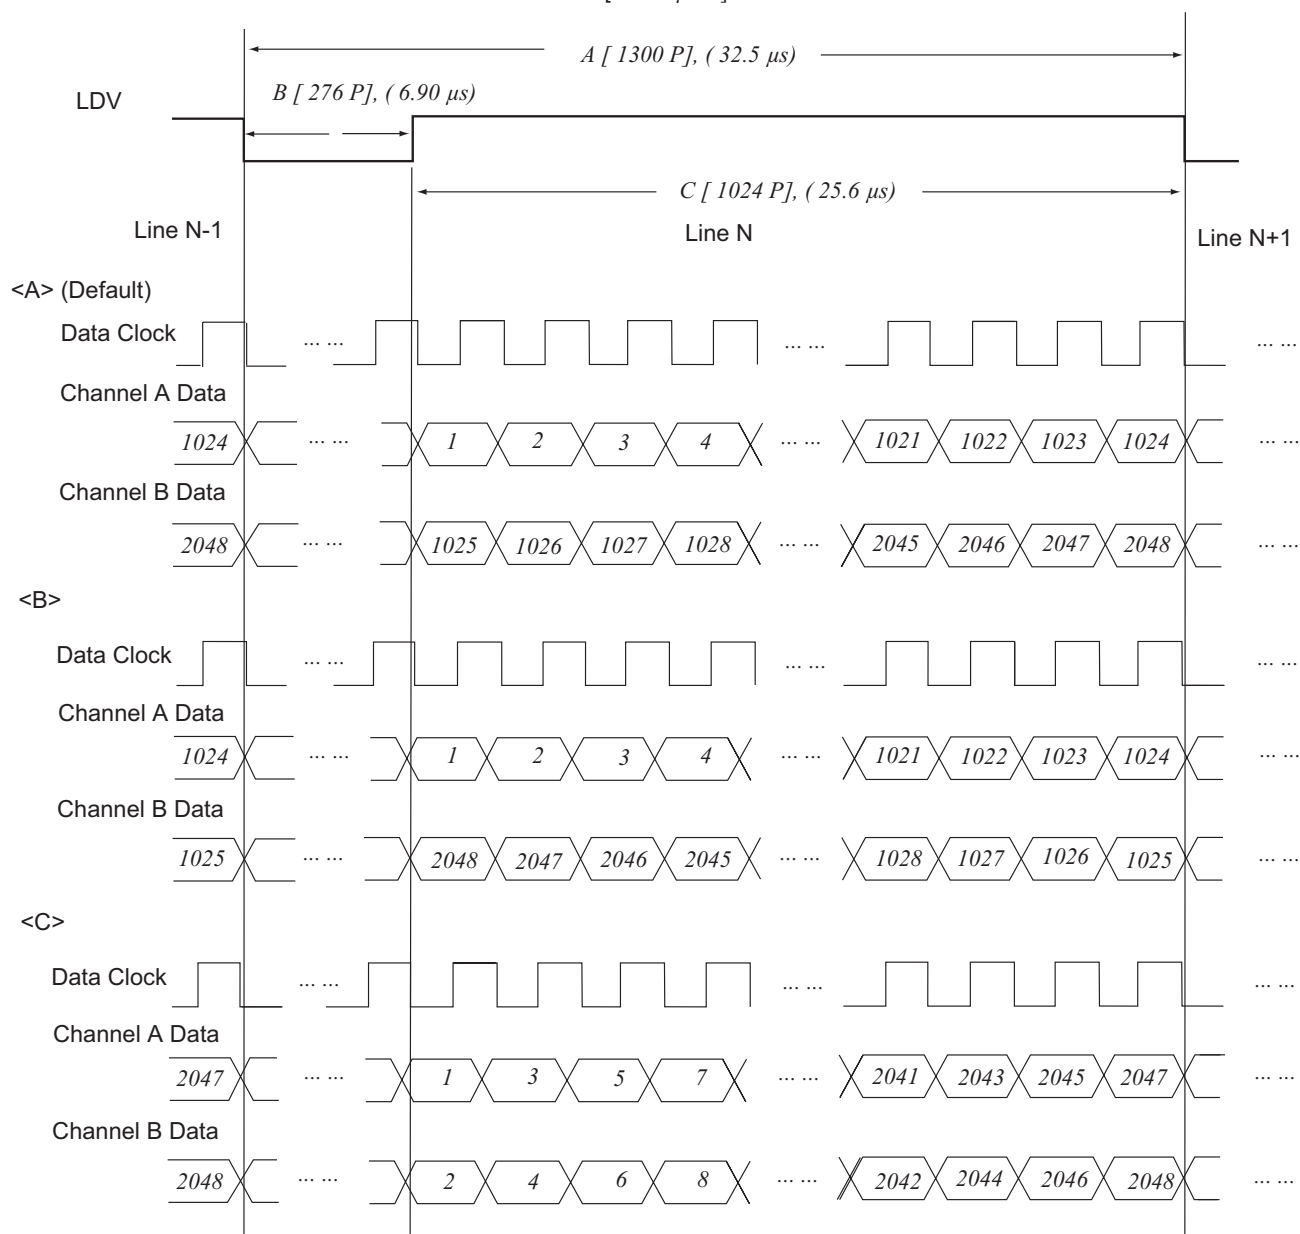 A [ 1300 P], ( 32.5 µs)
B [ 276 P], ( 6.90 µs)
LDV
C [ 1024 P], ( 25.6 µs)
Line N-1
Line N
Line N+1
<A> (Default)
Data Clock ... ... ... ... ... ...
Channel A Data
1024 ... ... 1 2 3 4 ... ... 1021 1022 1023 1024 ... ...
Channel B Data
2048 ... ... 1025 1026 1027 1028 ... ... 2045 2046 2047 2048 ... ...
<B>
Data Clock ... ... ... ... ... ...
Channel A Data
1024 ... ... 1 2 3 4 ... ... 1021 1022 1023 1024 ... ...
Channel B Data
1025 ... ... 2048 2047 2046 2045 ... ... 1028 1027 1026 1025 ... ...
<C>
Data Clock ... ... ... ... ... ...
Channel A Data
2047 ... ... 1 3 5 7 ... ... 2041 2043 2045 2047 ... ...
Channel B Data
2048 ... ... 2 4 6 8 ... ... 2042 2044 2046 2048 ... ...